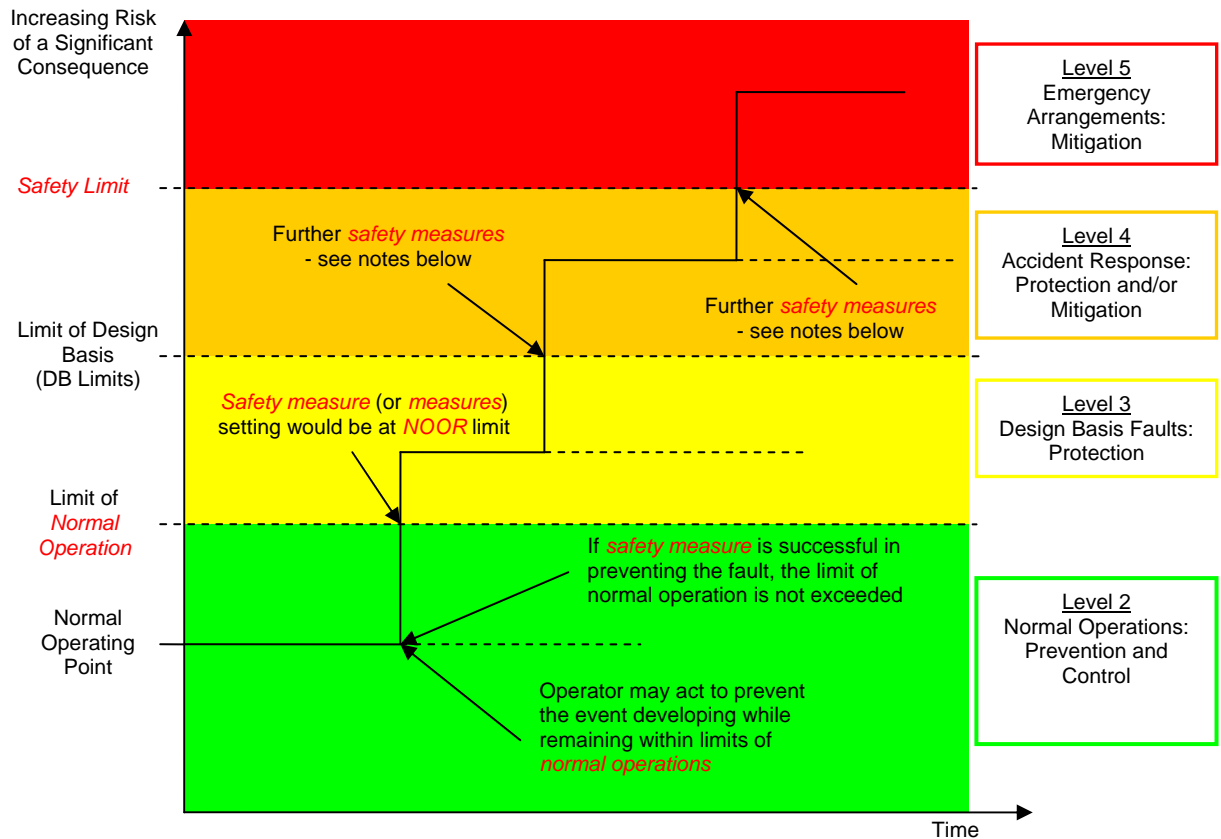 Increasing Risk
of a Significant
Consequence
Level 5
Emergency
Arrangements:
Mitigation
Safety Limit
Further safety measures
- see notes below
Level 4
Accident Response:
Protection and/or
Mitigation
Further safety measures
- see notes below
Limit of Design
Basis
(DB Limits)
Safety measure (or measures)
setting would be at NOOR limit
Level 3
Design Basis Faults:
Protection
Limit of
Normal
Operation
If safety measure is successful in
preventing the fault, the limit of
normal operation is not exceeded
Level 2
Normal Operations:
Prevention and
Control
Normal
Operating
Point
Operator may act to prevent
the event developing while
remaining within limits of
normal operations
Time